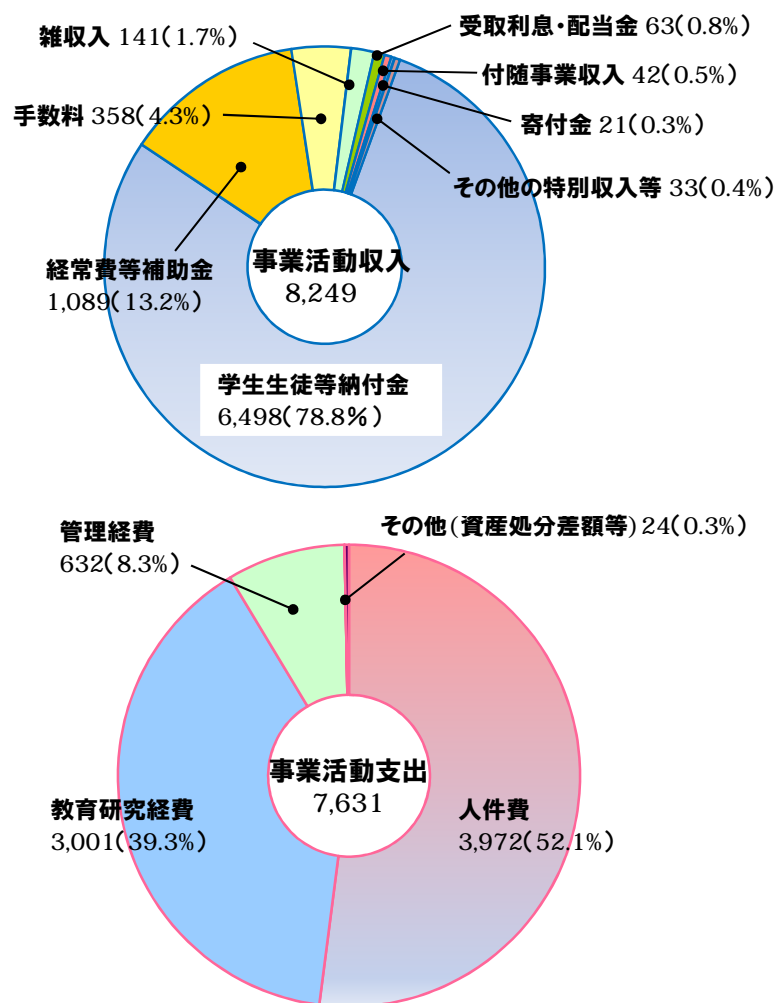 雑収入 141(1.7%)
受取利息・配当金 63(0.8%)
付随事業収入 42(0.5%)
手数料 358(4.3%)
寄付金 21(0.3%)
その他の特別収入等 33(0.4%)
経常費等補助金
1,089(13.2%)
事業活動収入
8,249
学生生徒等納付金
6,498(78.8%)
その他(資産処分差額等) 24(0.3%)
管理経費
632(8.3%)
事業活動支出
7,631
教育研究経費
3,001(39.3%)
人件費
3,972(52.1%)